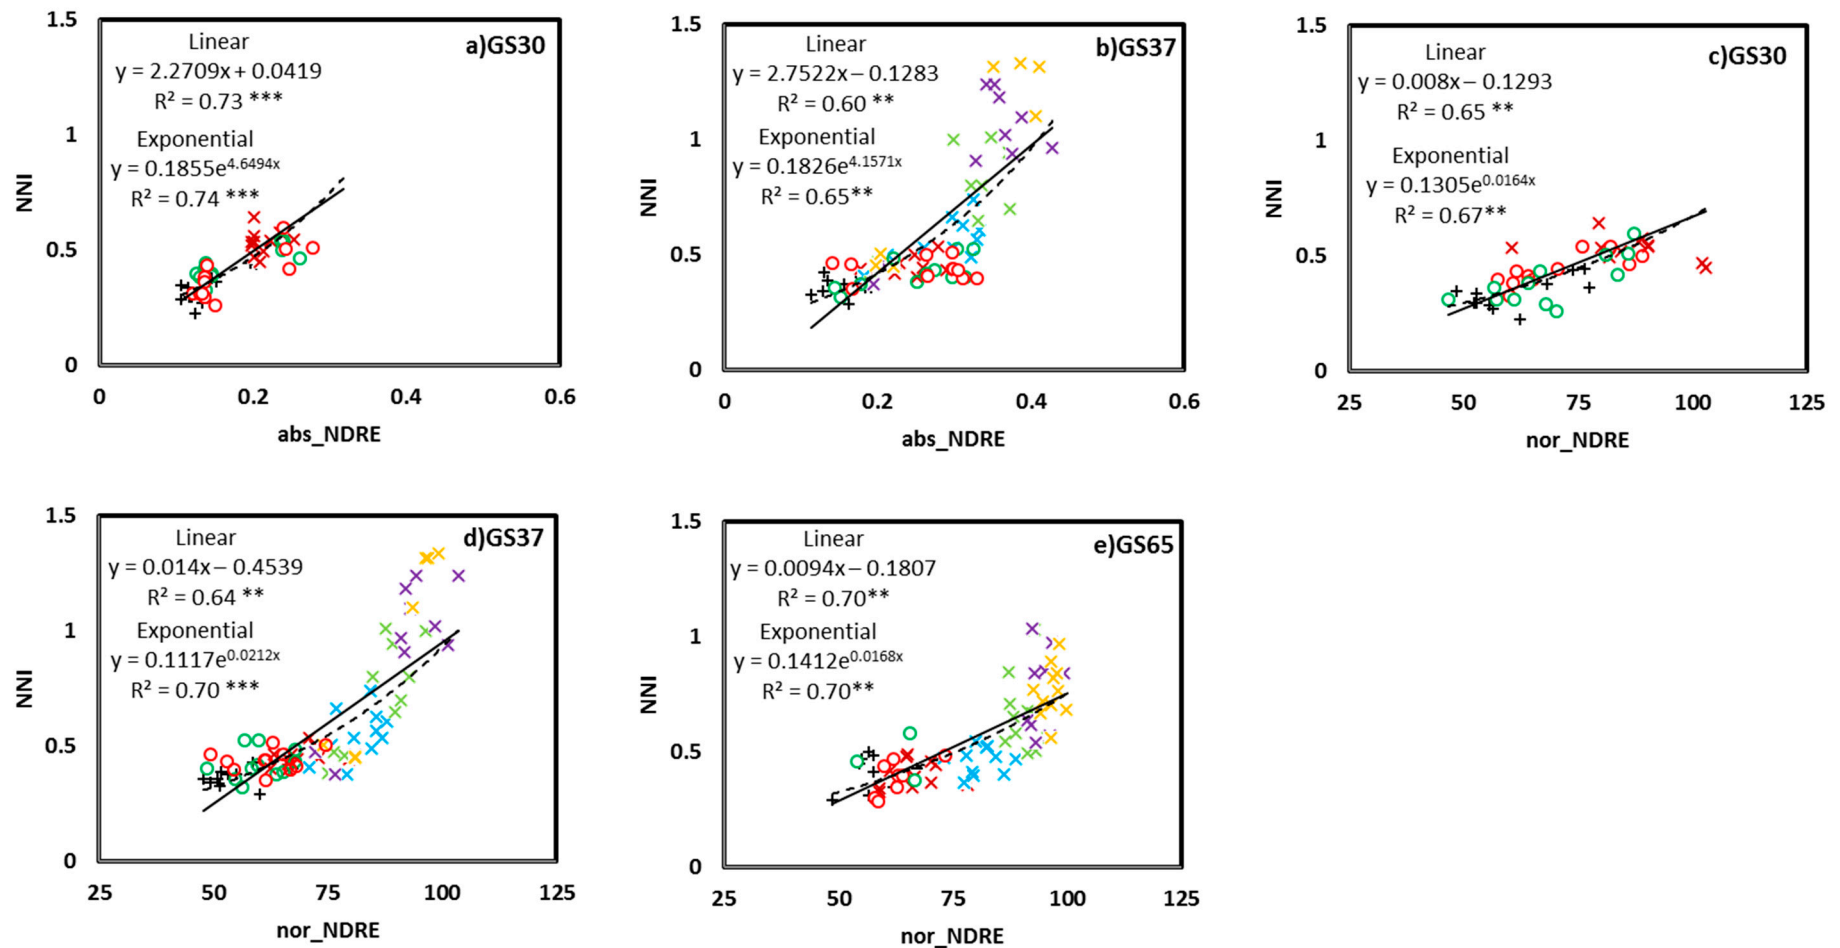 a)GS30
Linear
y = 2.2709x + 0.0419
R² = 0.73 ***
Exponential
y = 0.1855e^4.6494x
R² = 0.74 ***
1.5
1
0.5
0
NNI
0
0.2
0.4
0.6
abs_NDRE
b)GS37
Linear
y = 2.7522x – 0.1283
R² = 0.60 **
Exponential
y = 0.1826e^4.1571x
R² = 0.65**
1.5
1
0.5
0
NNI
0
0.2
0.4
0.6
abs_NDRE
c)GS30
Linear
y = 0.008x – 0.1293
R² = 0.65 **
Exponential
y = 0.1305e^0.0164x
R² = 0.67**
1.5
1
0.5
0
NNI
25
50
75
100
125
nor_NDRE
d)GS37
Linear
y = 0.014x – 0.4539
R² = 0.64 **
Exponential
y = 0.1117e^0.0212x
R² = 0.70 ***
1.5
1
0.5
0
NNI
25
50
75
100
125
nor_NDRE
e)GS65
Linear
y = 0.0094x – 0.1807
R² = 0.70**
Exponential
y = 0.1412e^0.0168x
R² = 0.70**
1.5
1
0.5
0
NNI
25
50
75
100
125
nor_NDRE